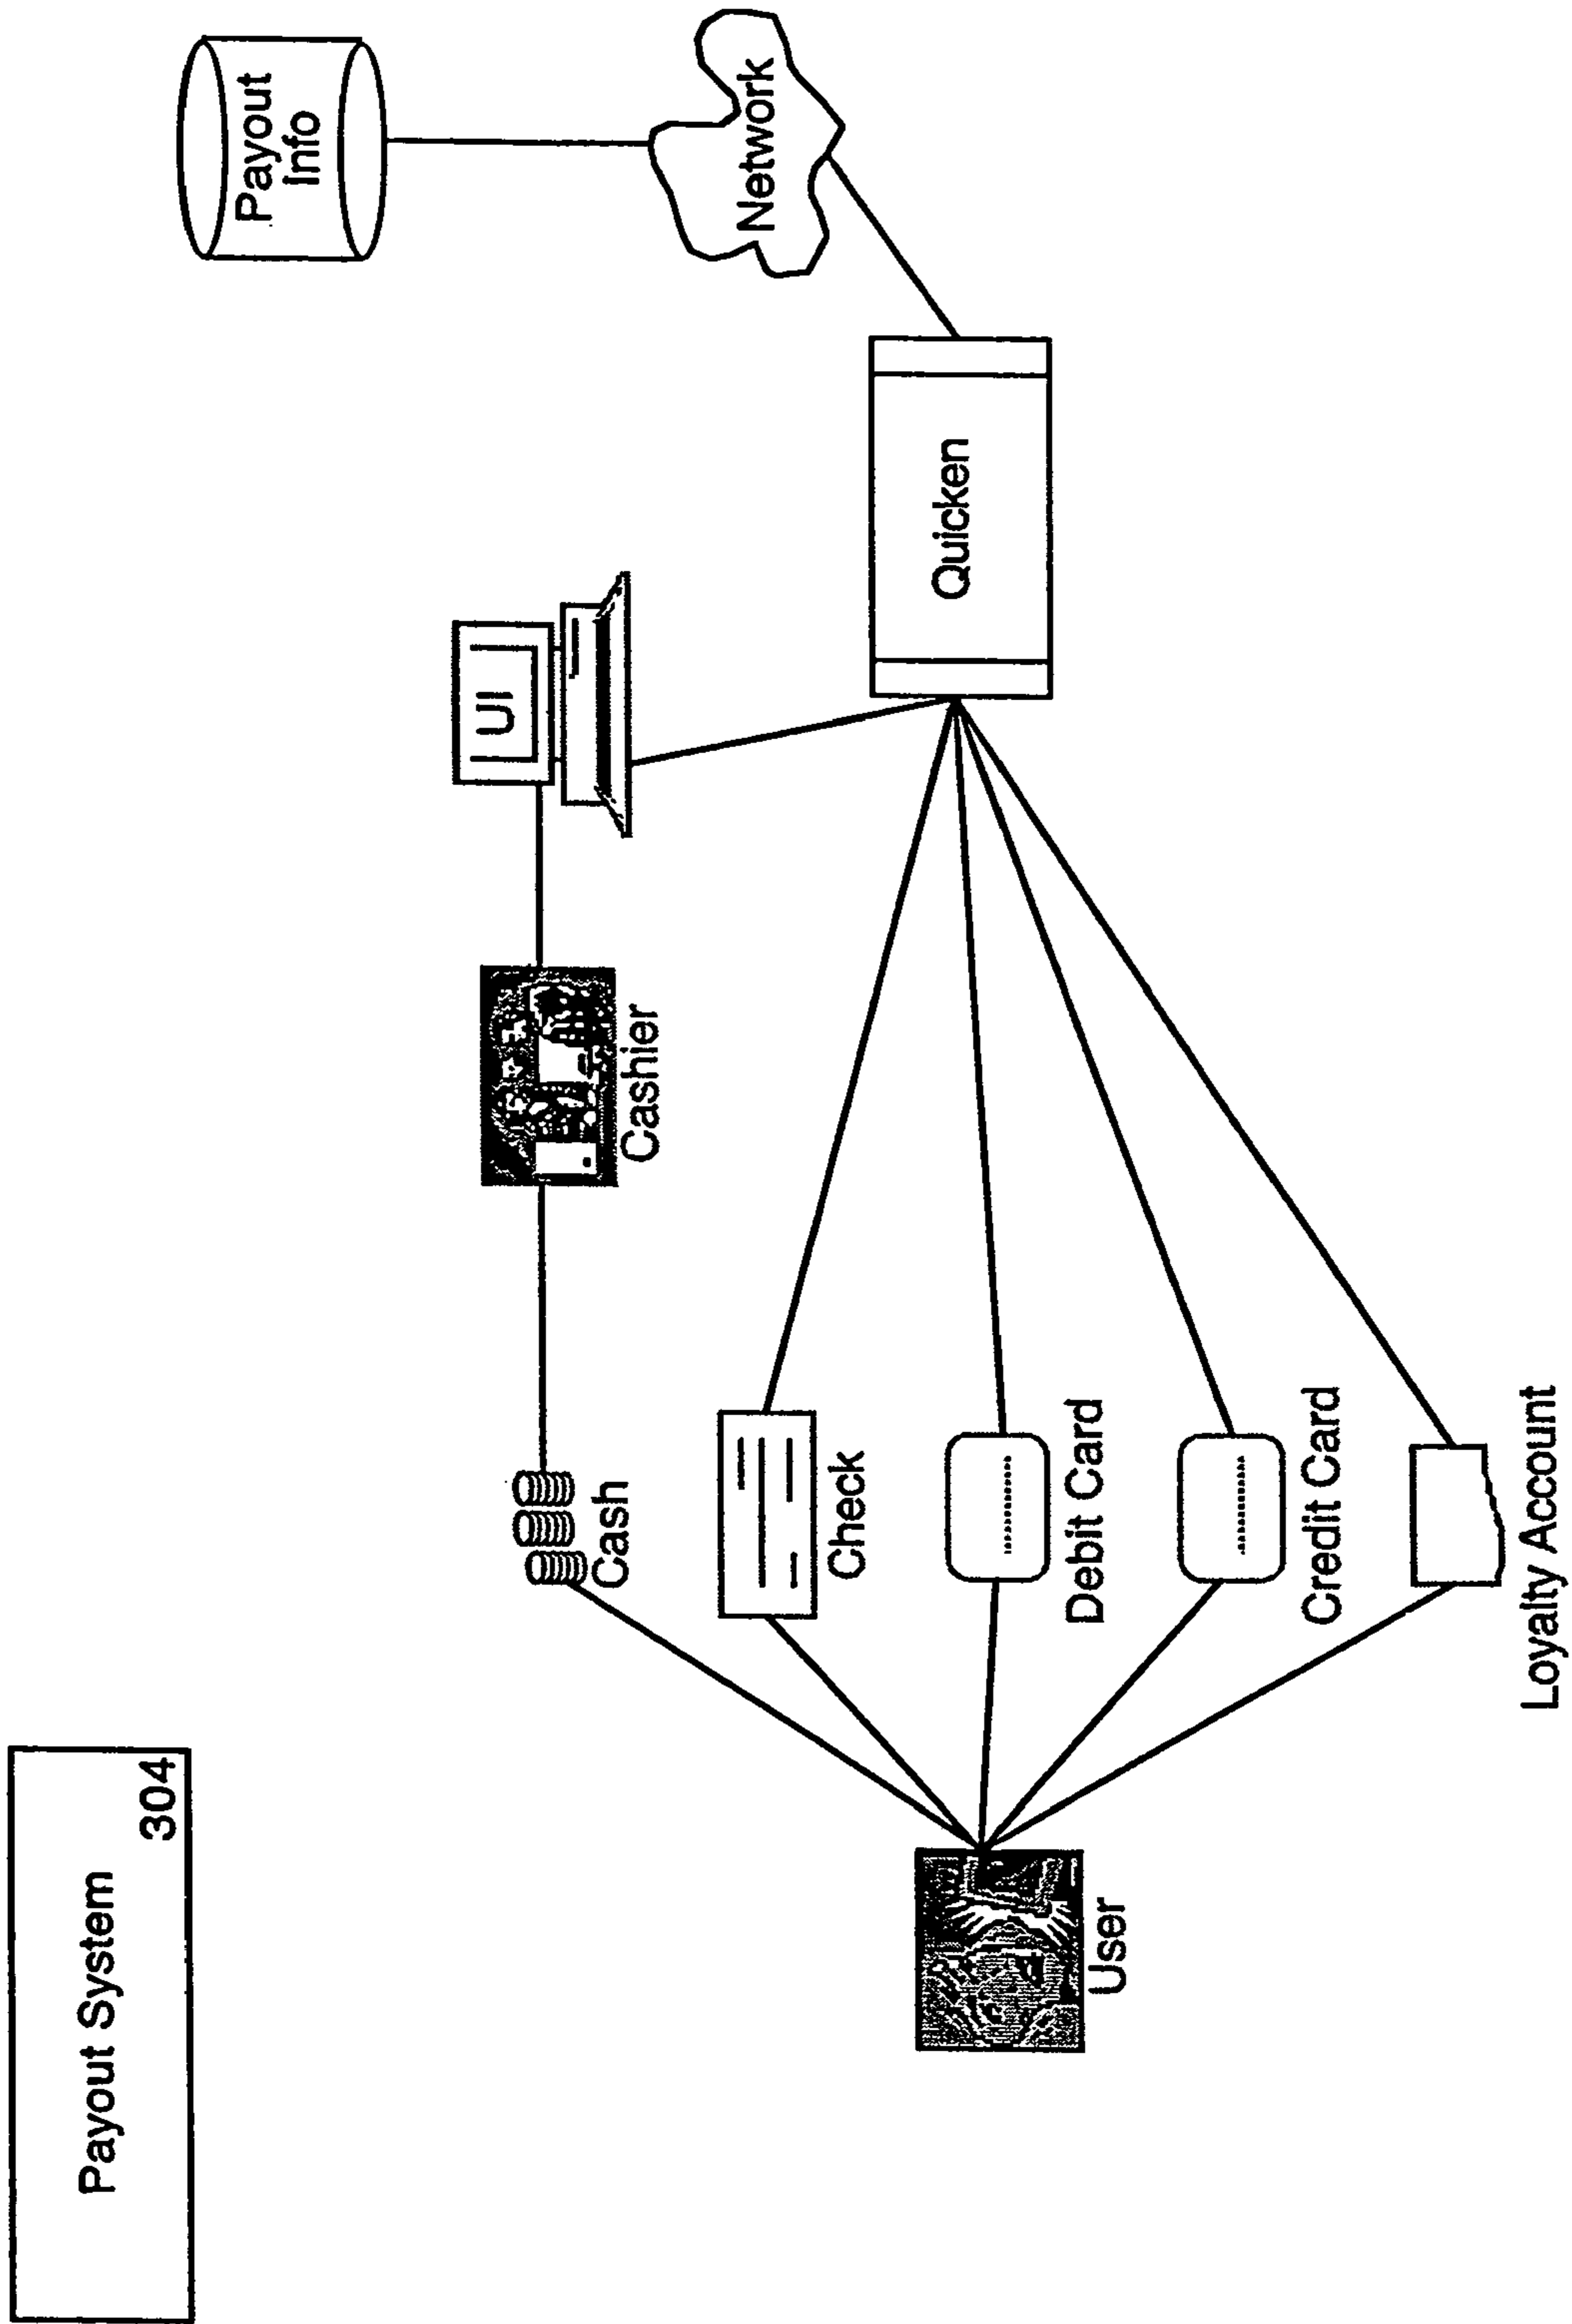 Payout System
304
Payout
Info
Network
UI
Quicken
Cashier
Cash
Check
Debit Card
Credit Card
Loyalty Account
User